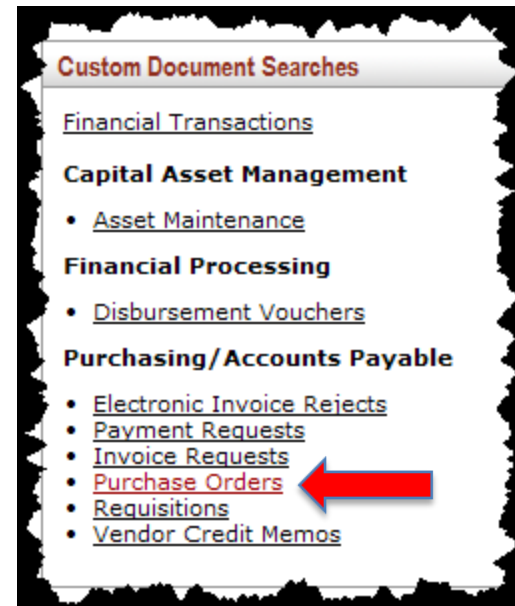 Custom Document Searches
Financial Transactions
Capital Asset Management
• Asset Maintenance
Financial Processing
• Disbursement Vouchers
Purchasing/Accounts Payable
• Electronic Invoice Rejects
• Payment Requests
• Invoice Requests
• Purchase Orders
• Requisitions
• Vendor Credit Memos